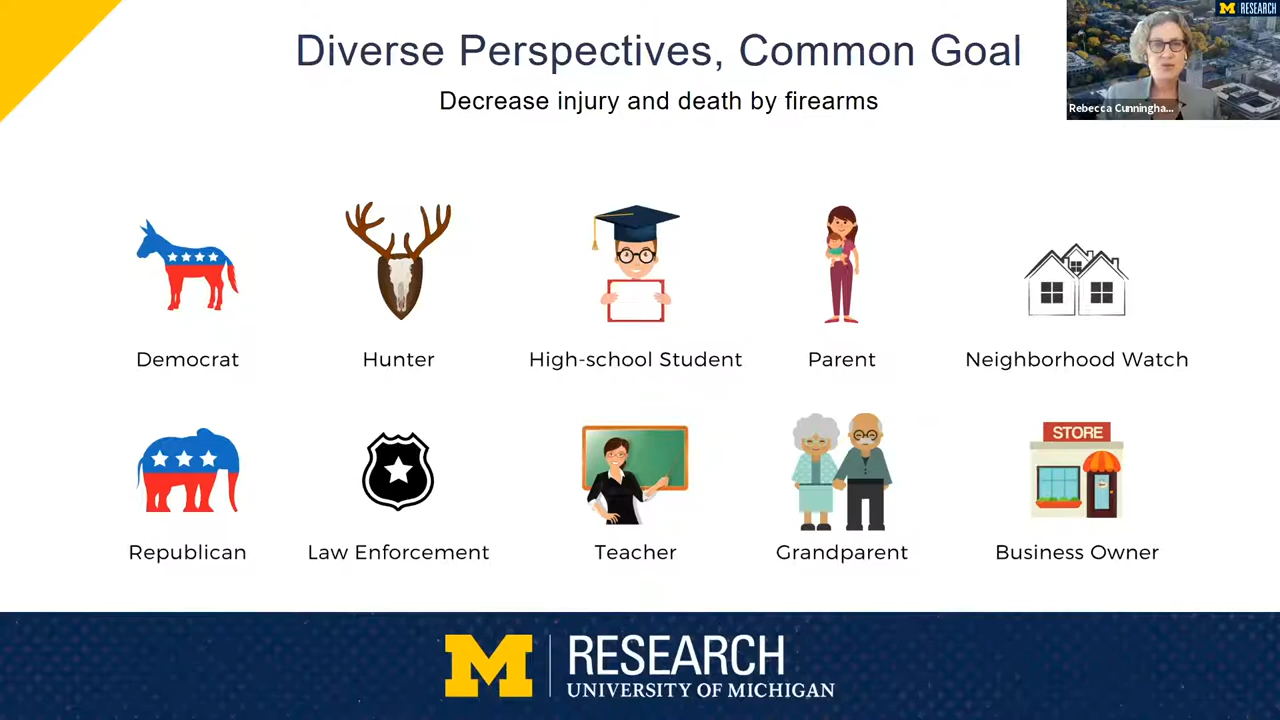 Diverse Perspectives, Common Goal
M RESEARCH
Decrease injury and death by firearms
Rebecca Cunningha...
Democrat
Hunter
High-school Student
Parent
Neighborhood Watch
STORE
Republican
Law Enforcement
Teacher
Grandparent
Business Owner
M RESEARCH
UNIVERSITY OF MICHIGAN